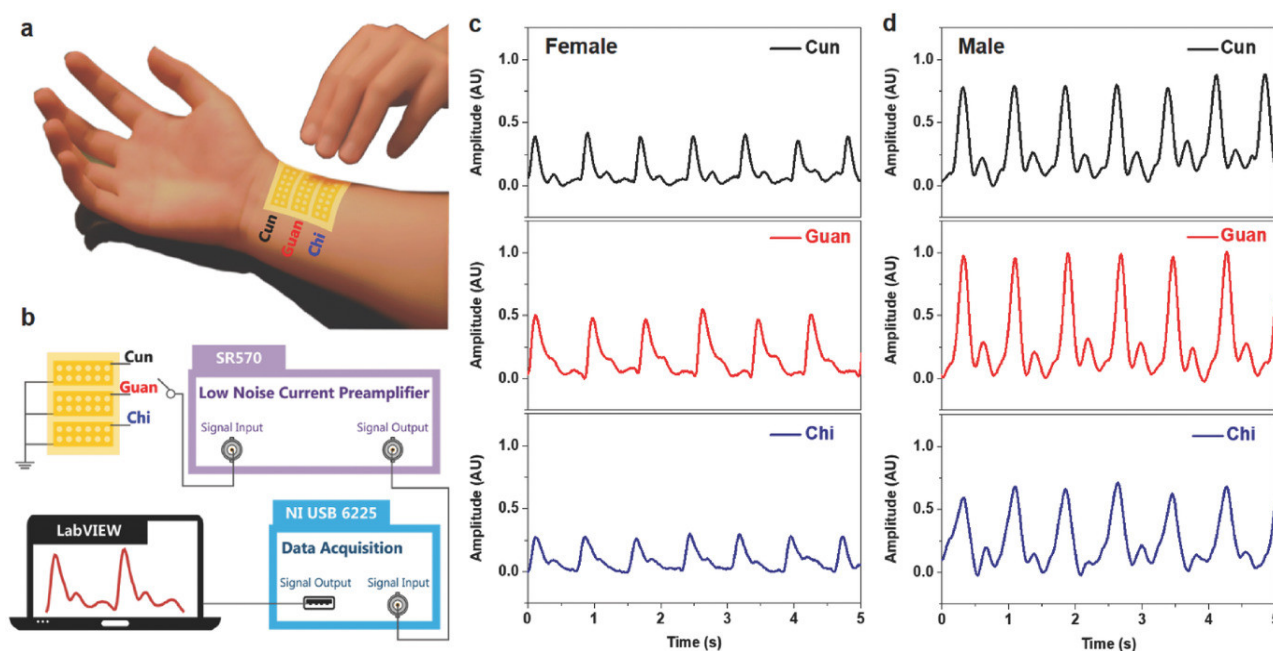 a
Cun
Guan
Chi
b
Cun
Guan
Chi
SR570
Low Noise Current Preamplifier
Signal Input
Signal Output
LabVIEW
NI USB 6225
Data Acquisition
Signal Output
Signal Input
c
Female
Cun
Amplitude (AU)
1.0
0.5
0.0
Guan
Amplitude (AU)
1.0
0.5
0.0
Chi
Amplitude (AU)
1.0
0.5
0.0
0 1 2 3 4 5
Time (s)
d
Male
Cun
Amplitude (AU)
1.0
0.5
0.0
Guan
Amplitude (AU)
1.0
0.5
0.0
Chi
Amplitude (AU)
1.0
0.5
0.0
0 1 2 3 4 5
Time (s)